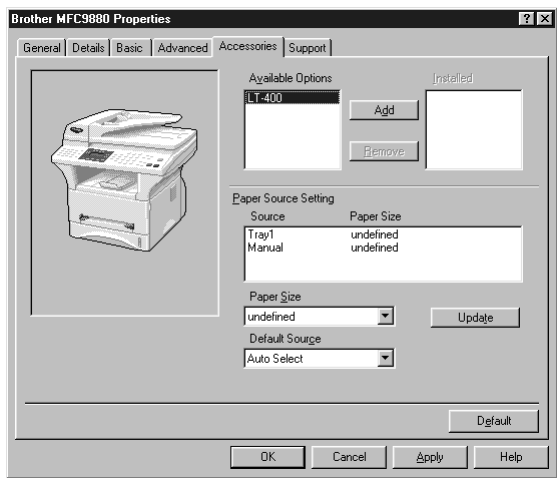 Brother MFC9880 Properties
General Details Basic Advanced Accessories Support
Available Options Installed
LT-400
Add
Remove
Paper Source Setting
Source Paper Size
Tray1 undefined
Manual undefined
Paper Size
undefined
Update
Default Source
Auto Select
Default
OK Cancel Apply Help